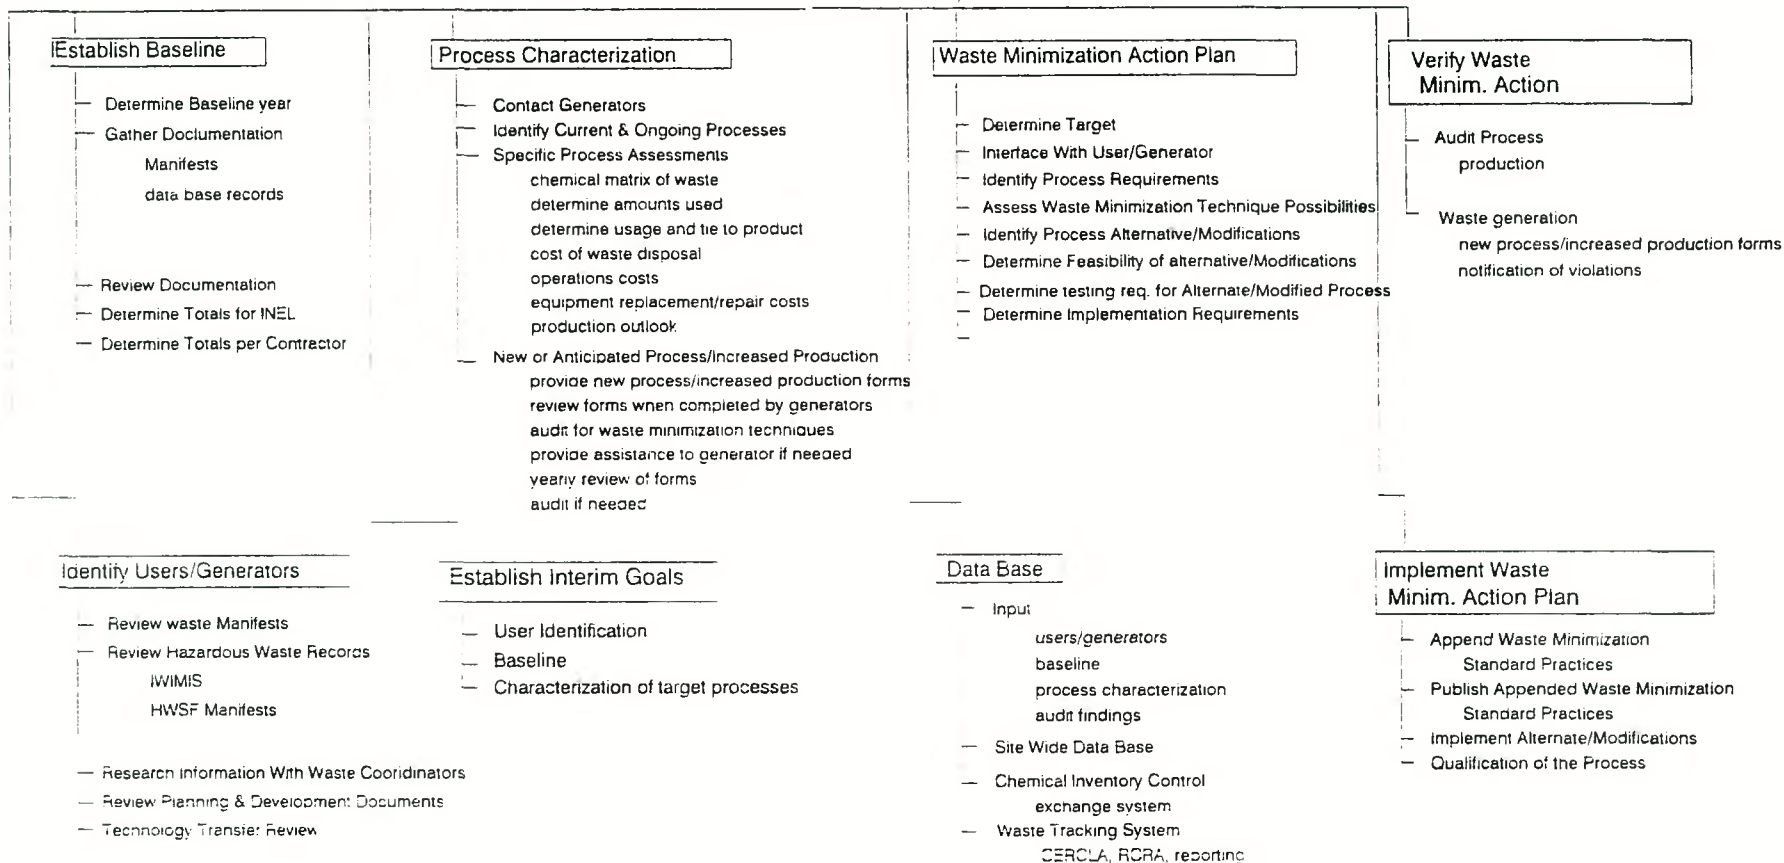 Establish Baseline
Determine Baseline year
Gather Doclumentation
Manifests
data base records
Review Documentation
Determine Totals for INEL
Determine Totals per Contractor
Process Characterization
Contact Generators
Identify Current & Ongoing Processes
Specific Process Assessments
chemical matrix of waste
determine amounts used
determine usage and tie to product
cost of waste disposal
operations costs
equipment replacement/repair costs
production outlook
New or Anticipated Process/Increased Production
provide new process/increased production forms
review forms when completed by generators
audit for waste minimization techniques
provide assistance to generator if needed
yearly review of forms
audit if needed
Waste Minimization Action Plan
Determine Target
Interface With User/Generator
Identify Process Requirements
Assess Waste Minimization Technique Possibilities
Identify Process Alternative/Modifications
Determine Feasibility of alternative/Modifications
Determine testing req. for Alternate/Modified Process
Determine Implementation Requirements
Verify Waste
Minim. Action
Audit Process
production
Waste generation
new process/increased production forms
notification of violations
Identify Users/Generators
Review waste Manifests
Review Hazardous Waste Records
IWIMIS
HWSF Manifests
Research Information With Waste Cooridinators
Review Planning & Development Documents
Technology Transfer Review
Establish Interim Goals
User Identification
Baseline
Characterization of target processes
Data Base
Input
users/generators
baseline
process characterization
audit findings
Site Wide Data Base
Chemical Inventory Control
exchange system
Waste Tracking System
CERCLA, RCRA, reporting
Implement Waste
Minim. Action Plan
Append Waste Minimization
Standard Practices
Publish Appended Waste Minimization
Standard Practices
Implement Alternate/Modifications
Qualification of the Process